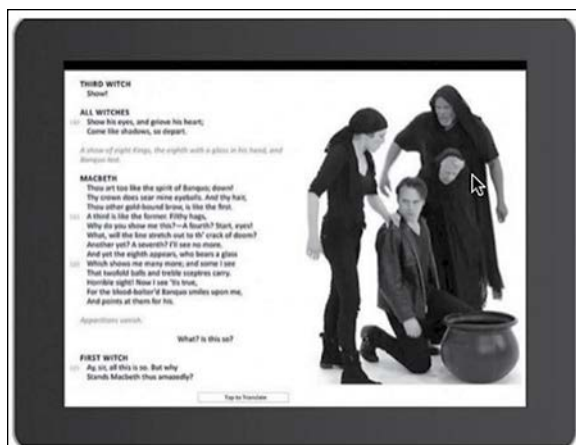 THIRD WITCH
Show!
ALL WITCHES
Show his eyes, and grieve his heart;
Come like shadows, so depart.
A show of eight Kings, the eighth with a glass in his hand, and
Banquo last.
MACBETH
Thou art too like the spirit of Banquo; down!
Thy crown does sear mine eyeballs. And thy hair,
Thou other gold-bound brow, is like the first.
A third is like the former. Filthy hags,
Why do you show me this?—A fourth? Start, eyes!
What, will the line stretch out to th' crack of doom?
Another yet? A seventh? I'll see no more.
And yet the eighth appears, who bears a glass
Which shows me many more; and some I see
That twofold balls and treble sceptres carry.
Horrible sight! Now I see 'tis true,
For the blood-bolter'd Banquo smiles upon me,
And points at them for his.
Apparitions vanish.
What? Is this so?
FIRST WITCH
Ay, sir, all this is so. But why
Stands Macbeth thus amazedly?
Tap to Translate